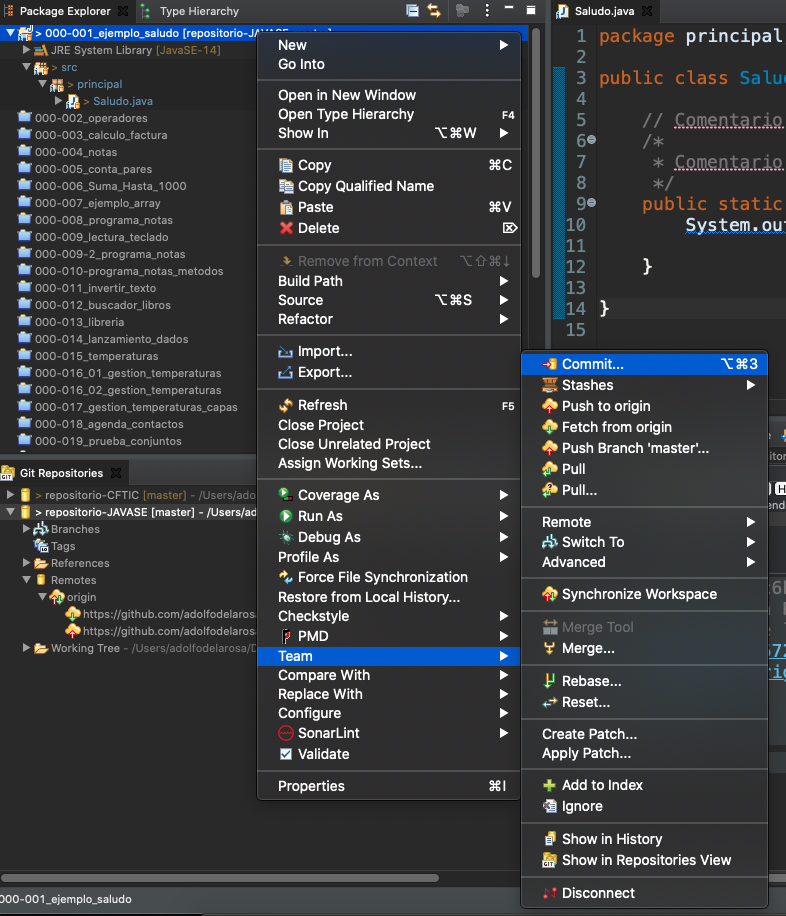 Package Explorer
Type Hierarchy
> 000-001_ejemplo_saludo [repositorio-JAVASE
JRE System Library [JavaSE-14]
> src
> principal
> Saludo.java
000-002_operadores
000-003_calculo_factura
000-004_notas
000-005_conta_pares
000-006_Suma_Hasta_1000
000-007_ejemplo_array
000-008_programa_notas
000-009_lectura_teclado
000-009-2_programa_notas
000-010-programa_notas_metodos
000-011_invertir_texto
000-012_buscador_libros
000-013_libreria
000-014_lanzamiento_dados
000-015_temperaturas
000-016_01_gestion_temperaturas
000-016_02_gestion_temperaturas
000-017_gestion_temperaturas_capas
000-018_agenda_contactos
000-019_prueba_conjuntos
Git Repositories
> repositorio-CFTIC [master] - /Users/ado
> repositorio-JAVASE [master] - /Users/ad
Branches
Tags
References
Remotes
origin
https://github.com/adolfodelarosa
https://github.com/adolfodelarosa
Working Tree - /Users/adolfodelarosa/D
000-001_ejemplo_saludo
New
Go Into
Open in New Window
Open Type Hierarchy F4
Show In ⌥⌘W
Copy ⌘C
Copy Qualified Name
Paste ⌘V
Delete ⌦
Remove from Context ⌥⇧⌘↓
Build Path
Source ⌥⌘S
Refactor
Import...
Export...
Refresh F5
Close Project
Close Unrelated Project
Assign Working Sets...
Coverage As
Run As
Debug As
Profile As
Force File Synchronization
Restore from Local History...
Checkstyle
PMD
Team
Compare With
Replace With
Configure
SonarLint
Validate
Properties ⌘I
Commit... ⌥⌘3
Stashes
Push to origin
Fetch from origin
Push Branch 'master'...
Pull
Pull...
Remote
Switch To
Advanced
Synchronize Workspace
Merge Tool
Merge...
Rebase...
Reset...
Create Patch...
Apply Patch...
Add to Index
Ignore
Show in History
Show in Repositories View
Disconnect
Saludo.java
1 package principal
2
3 public class Salud
4
5 // Comentario
6 /*
7 * Comentario
8 */
9 public static
10 System.out
11
12 }
13
14 }
15